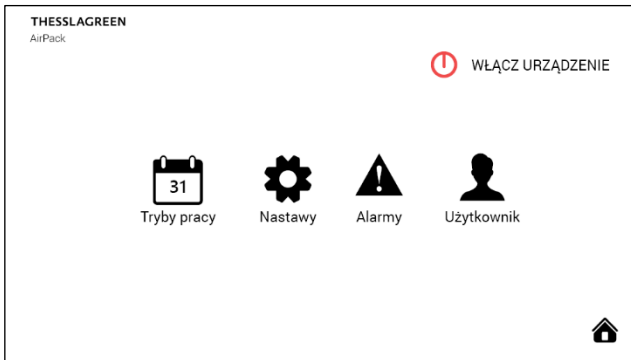 THESSLAGREEN
AirPack
WŁĄCZ URZĄDZENIE
31
Tryby pracy
Nastawy
Alarmy
Użytkownik